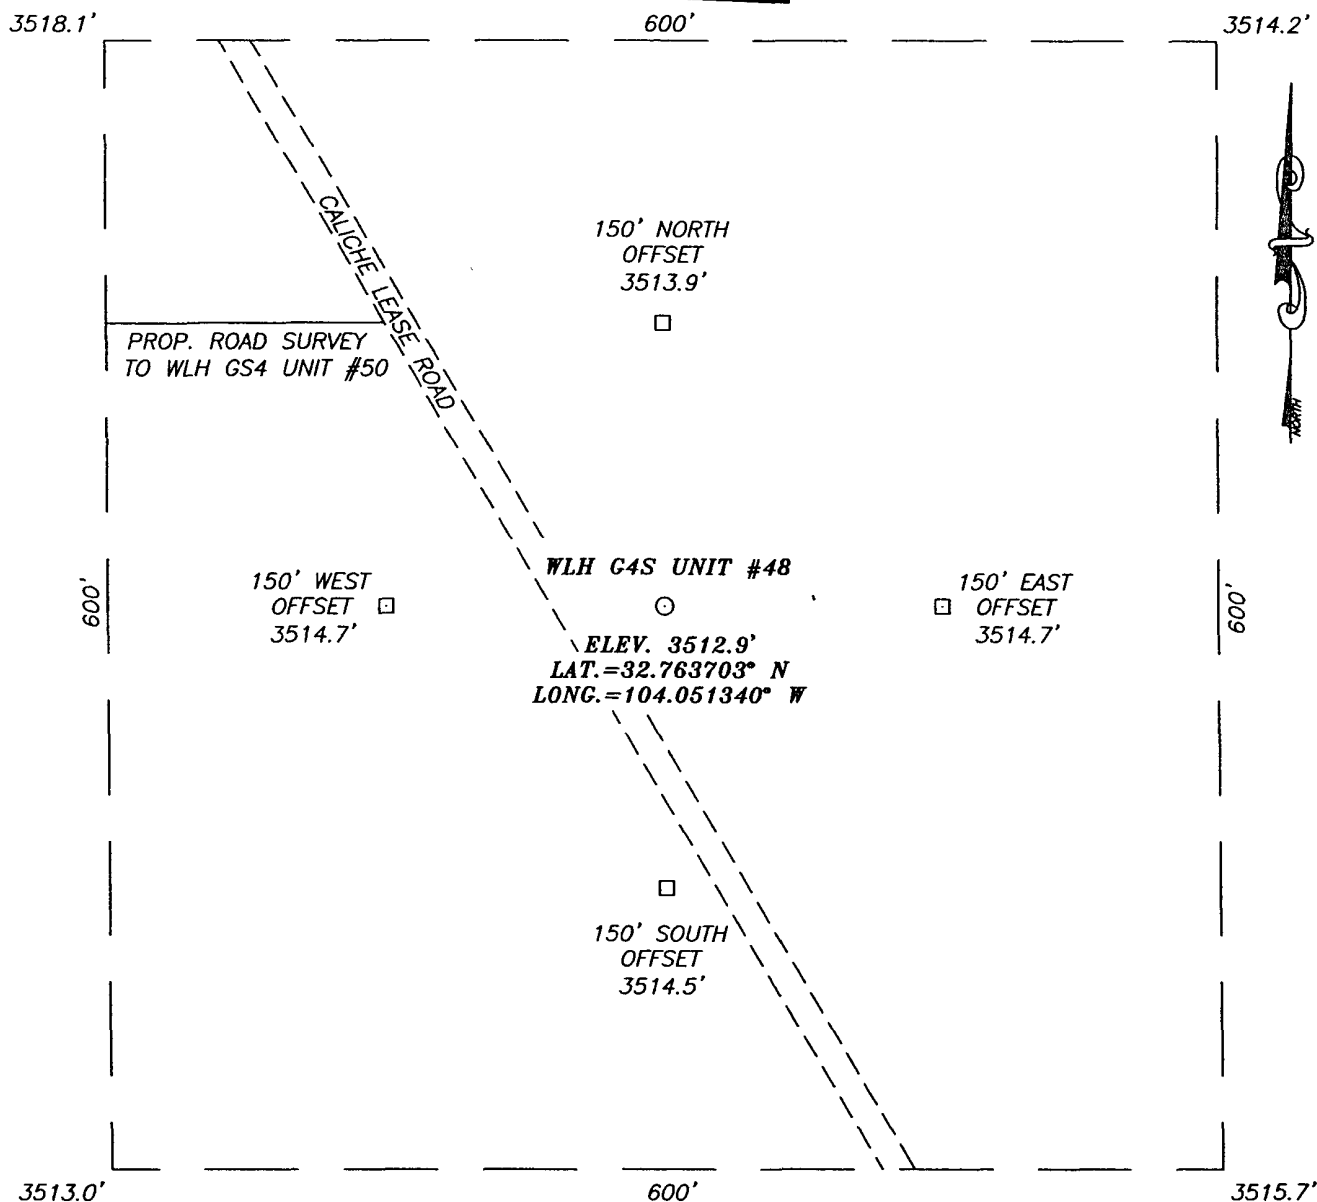 3518.1'
600'
3514.2'
NORTH
CALICHE LEASE ROAD
150' NORTH
OFFSET
3513.9'
PROP. ROAD SURVEY
TO WLH GS4 UNIT #50
600'
150' WEST
OFFSET
3514.7'
WLH G4S UNIT #48
ELEV. 3512.9'
LAT.=32.763703° N
LONG.=104.051340° W
150' EAST
OFFSET
3514.7'
600'
150' SOUTH
OFFSET
3514.5'
3513.0'
600'
3515.7'